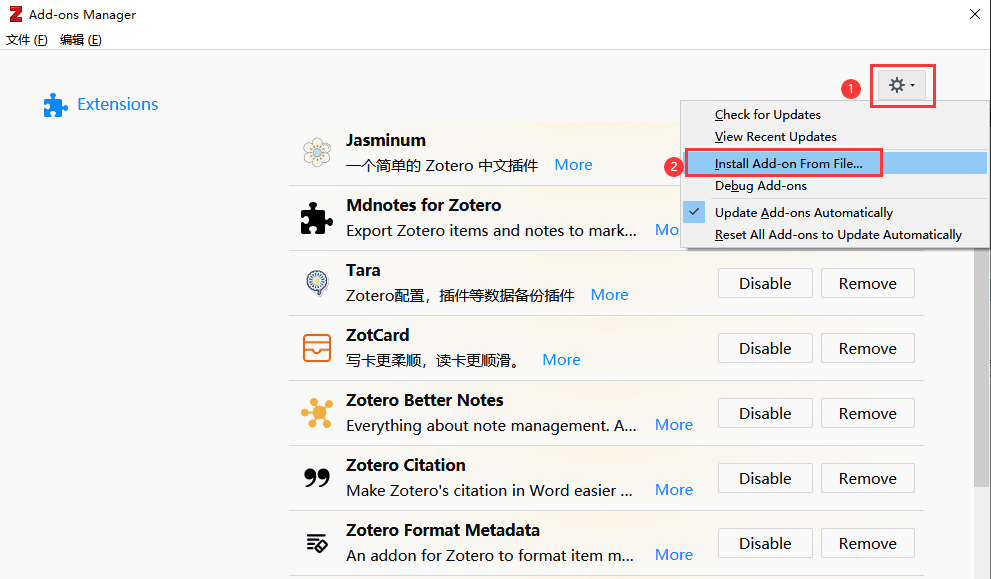 Add-ons Manager
文件 (F) 编辑 (E)
Extensions
1
Check for Updates
View Recent Updates
2
Install Add-on From File...
Debug Add-ons
Update Add-ons Automatically
Reset All Add-ons to Update Automatically
Jasminum
一个简单的 Zotero 中文插件 More
Mdnotes for Zotero
Export Zotero items and notes to mark... Mo
Tara
Zotero配置，插件等数据备份插件 More
Disable Remove
ZotCard
写卡更柔顺，读卡更顺滑。 More
Disable Remove
Zotero Better Notes
Everything about note management. A... More
Disable Remove
Zotero Citation
Make Zotero's citation in Word easier ... More
Disable Remove
Zotero Format Metadata
An addon for Zotero to format item m... More
Disable Remove